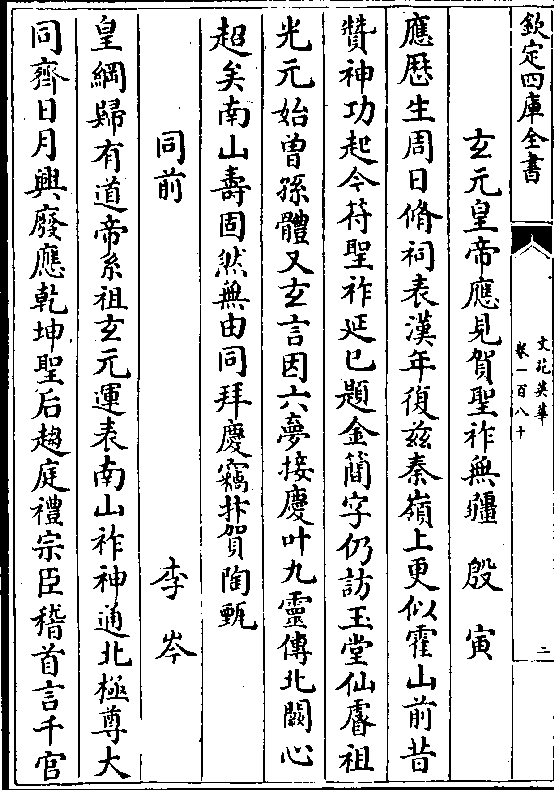 欽定四庫全書
文苑英華
卷一百八十
二
玄元皇帝應見賀聖祚無疆　殷寅
應厯生周日脩祠表漢年復兹秦嶺上更似霍山前昔
贊神功起今符聖祚延已題金簡字仍訪玉堂仙睿祖
光元始曽孫體又玄言因六夢接慶叶九靈傳北闕心
超矣南山壽固然無由同拜慶竊抃賀陶甄
同前　李岑
皇綱歸有道帝系祖玄元運表南山祚神通北極尊大
同齊日月興廢應乾坤聖后趨庭禮宗臣稽首言千官